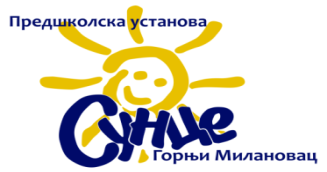 Предшколска установа
Сунце
Горњи Милановац